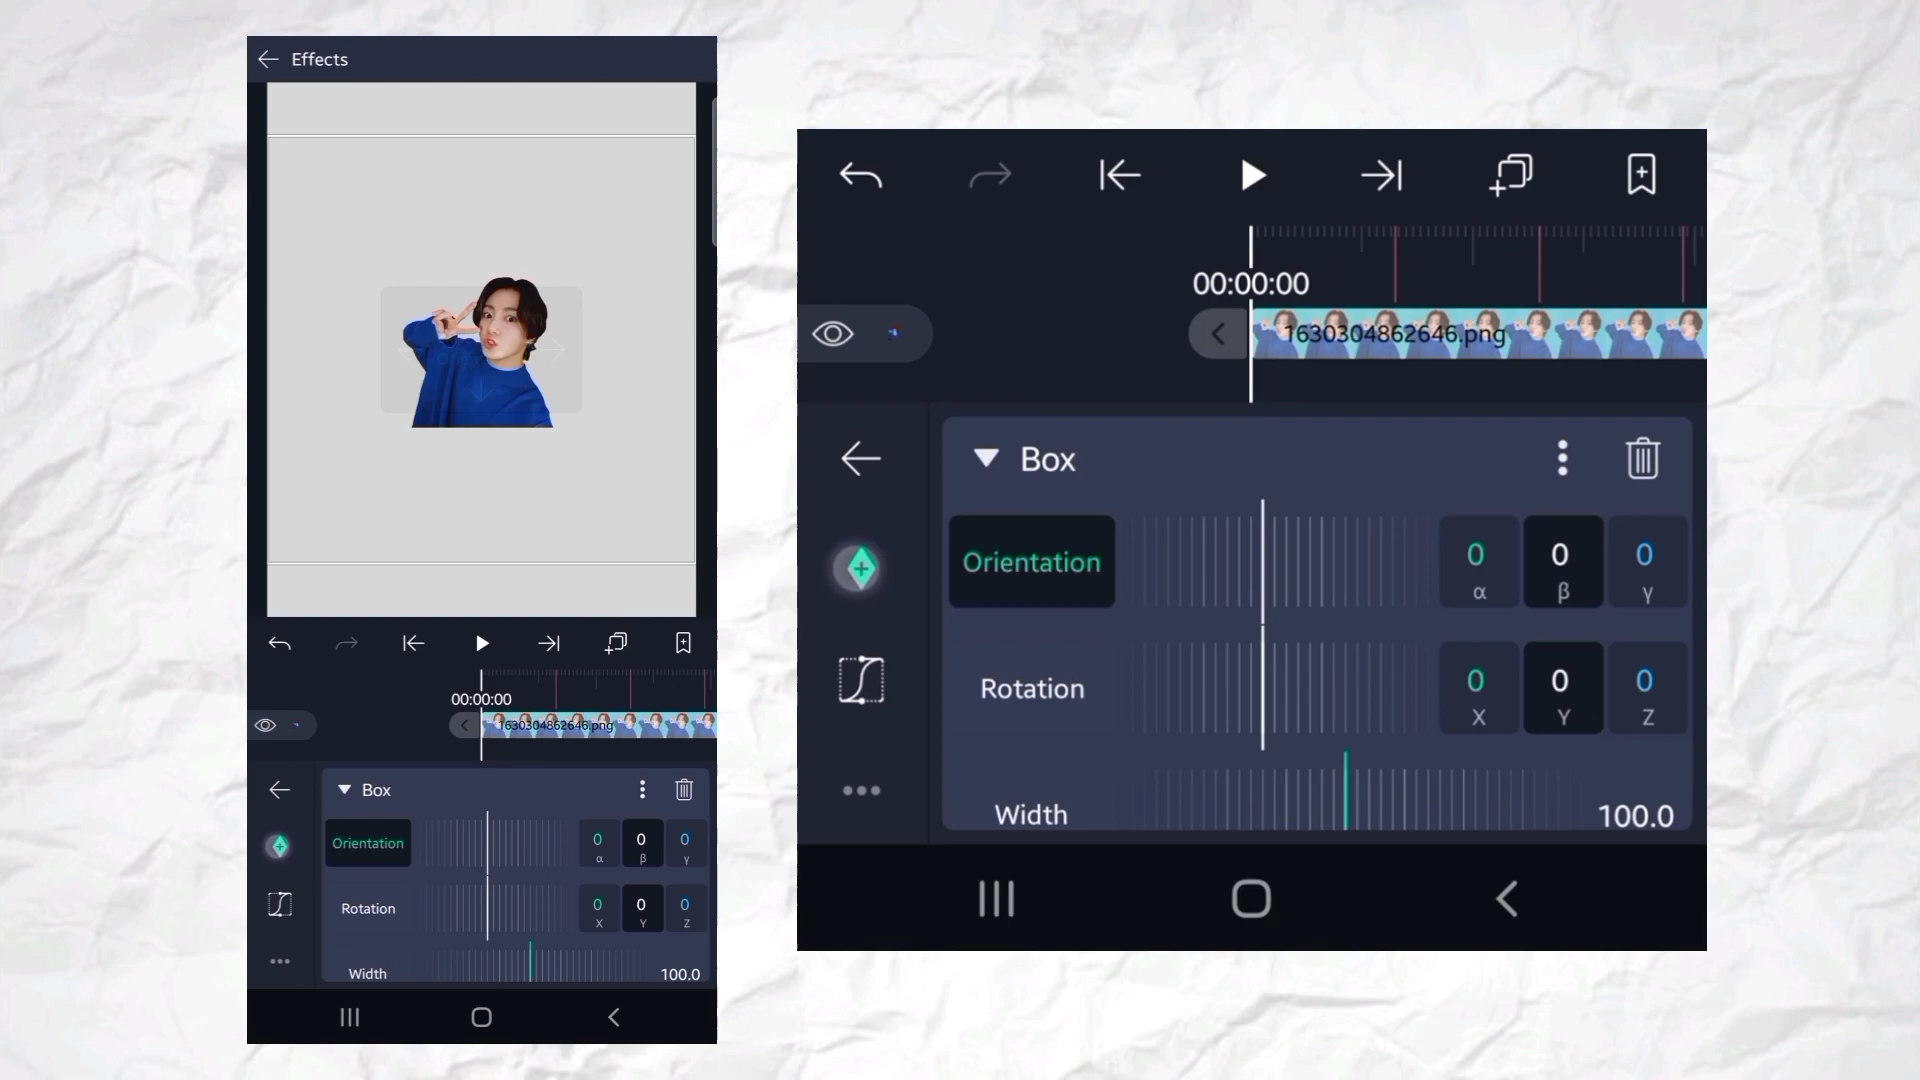 Effects
00:00:00
1630304862646.png
Box
Orientation 0 0 0
α β γ
Rotation 0 0 0
X Y Z
Width 100.0
00:00:00
1630304862646.png
Box
Orientation 0 0 0
α β γ
Rotation 0 0 0
X Y Z
Width 100.0